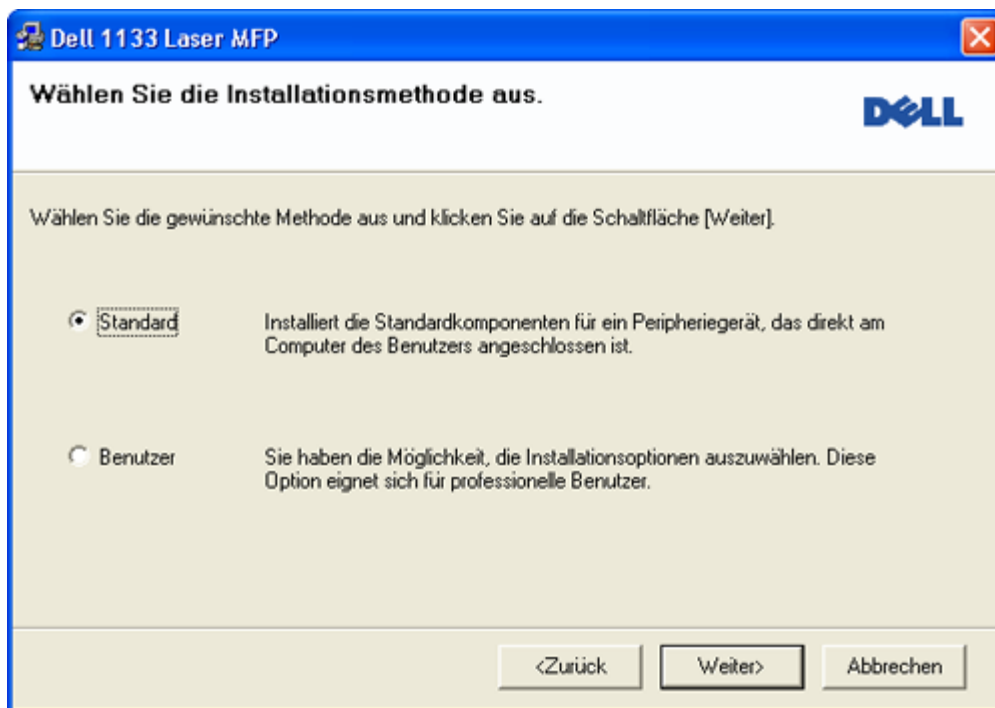 Dell 1133 Laser MFP
Wählen Sie die Installationsmethode aus.
DELL
Wählen Sie die gewünschte Methode aus und klicken Sie auf die Schaltfläche [Weiter].
Standard
Installiert die Standardkomponenten für ein Peripheriegerät, das direkt am
Computer des Benutzers angeschlossen ist.
Benutzer
Sie haben die Möglichkeit, die Installationsoptionen auszuwählen. Diese
Option eignet sich für professionelle Benutzer.
<Zurück
Weiter>
Abbrechen